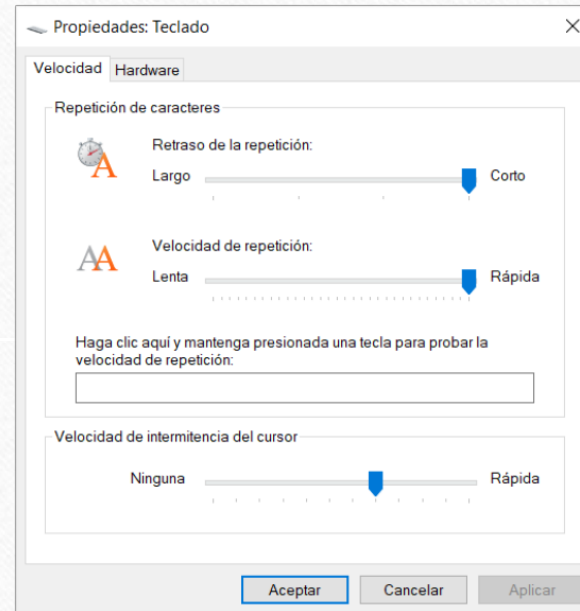 Propiedades: Teclado
Velocidad
Hardware
Repetición de caracteres
A
Retraso de la repetición:
Largo
Corto
AA
Velocidad de repetición:
Lenta
Rápida
Haga clic aquí y mantenga presionada una tecla para probar la
velocidad de repetición:
Velocidad de intermitencia del cursor
Ninguna
Rápida
Aceptar
Cancelar
Aplicar